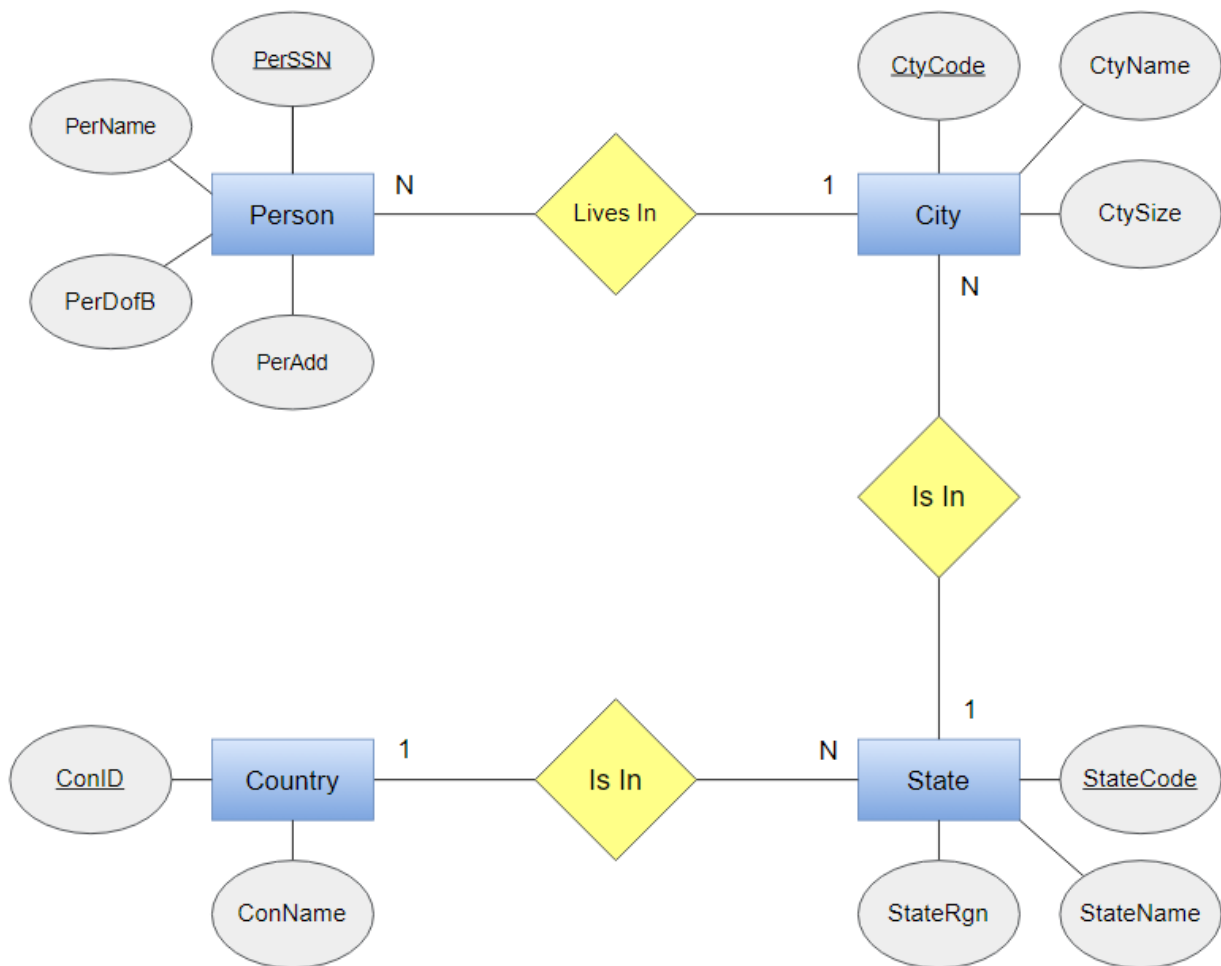 PerSSN
CtyCode
CtyName
PerName
N
Lives In
1
Person
City
CtySize
PerDofB
N
PerAdd
Is In
1
ConID
Country
1
Is In
N
State
StateCode
ConName
StateRgn
StateName